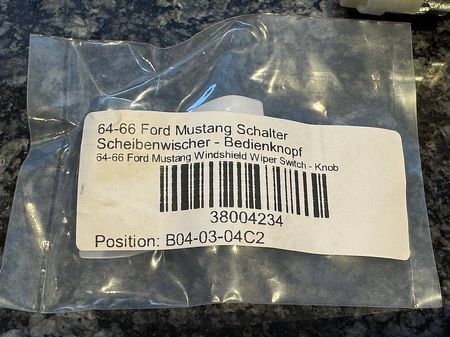 64-66 Ford Mustang Schalter
Scheibenwischer - Bedienknopf
64-66 Ford Mustang Windshield Wiper Switch - Knob
38004234
Position: B04-03-04C2